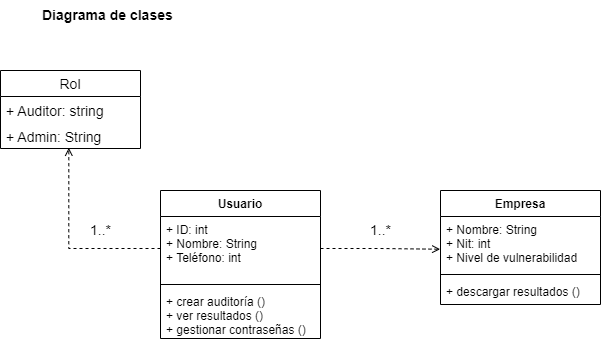 Diagrama de clases
Rol
+ Auditor: string
+ Admin: String
1..*
Usuario
+ ID: int
+ Nombre: String
+ Teléfono: int
+ crear auditoría ()
+ ver resultados ()
+ gestionar contraseñas ()
1..*
Empresa
+ Nombre: String
+ Nit: int
+ Nivel de vulnerabilidad
+ descargar resultados ()